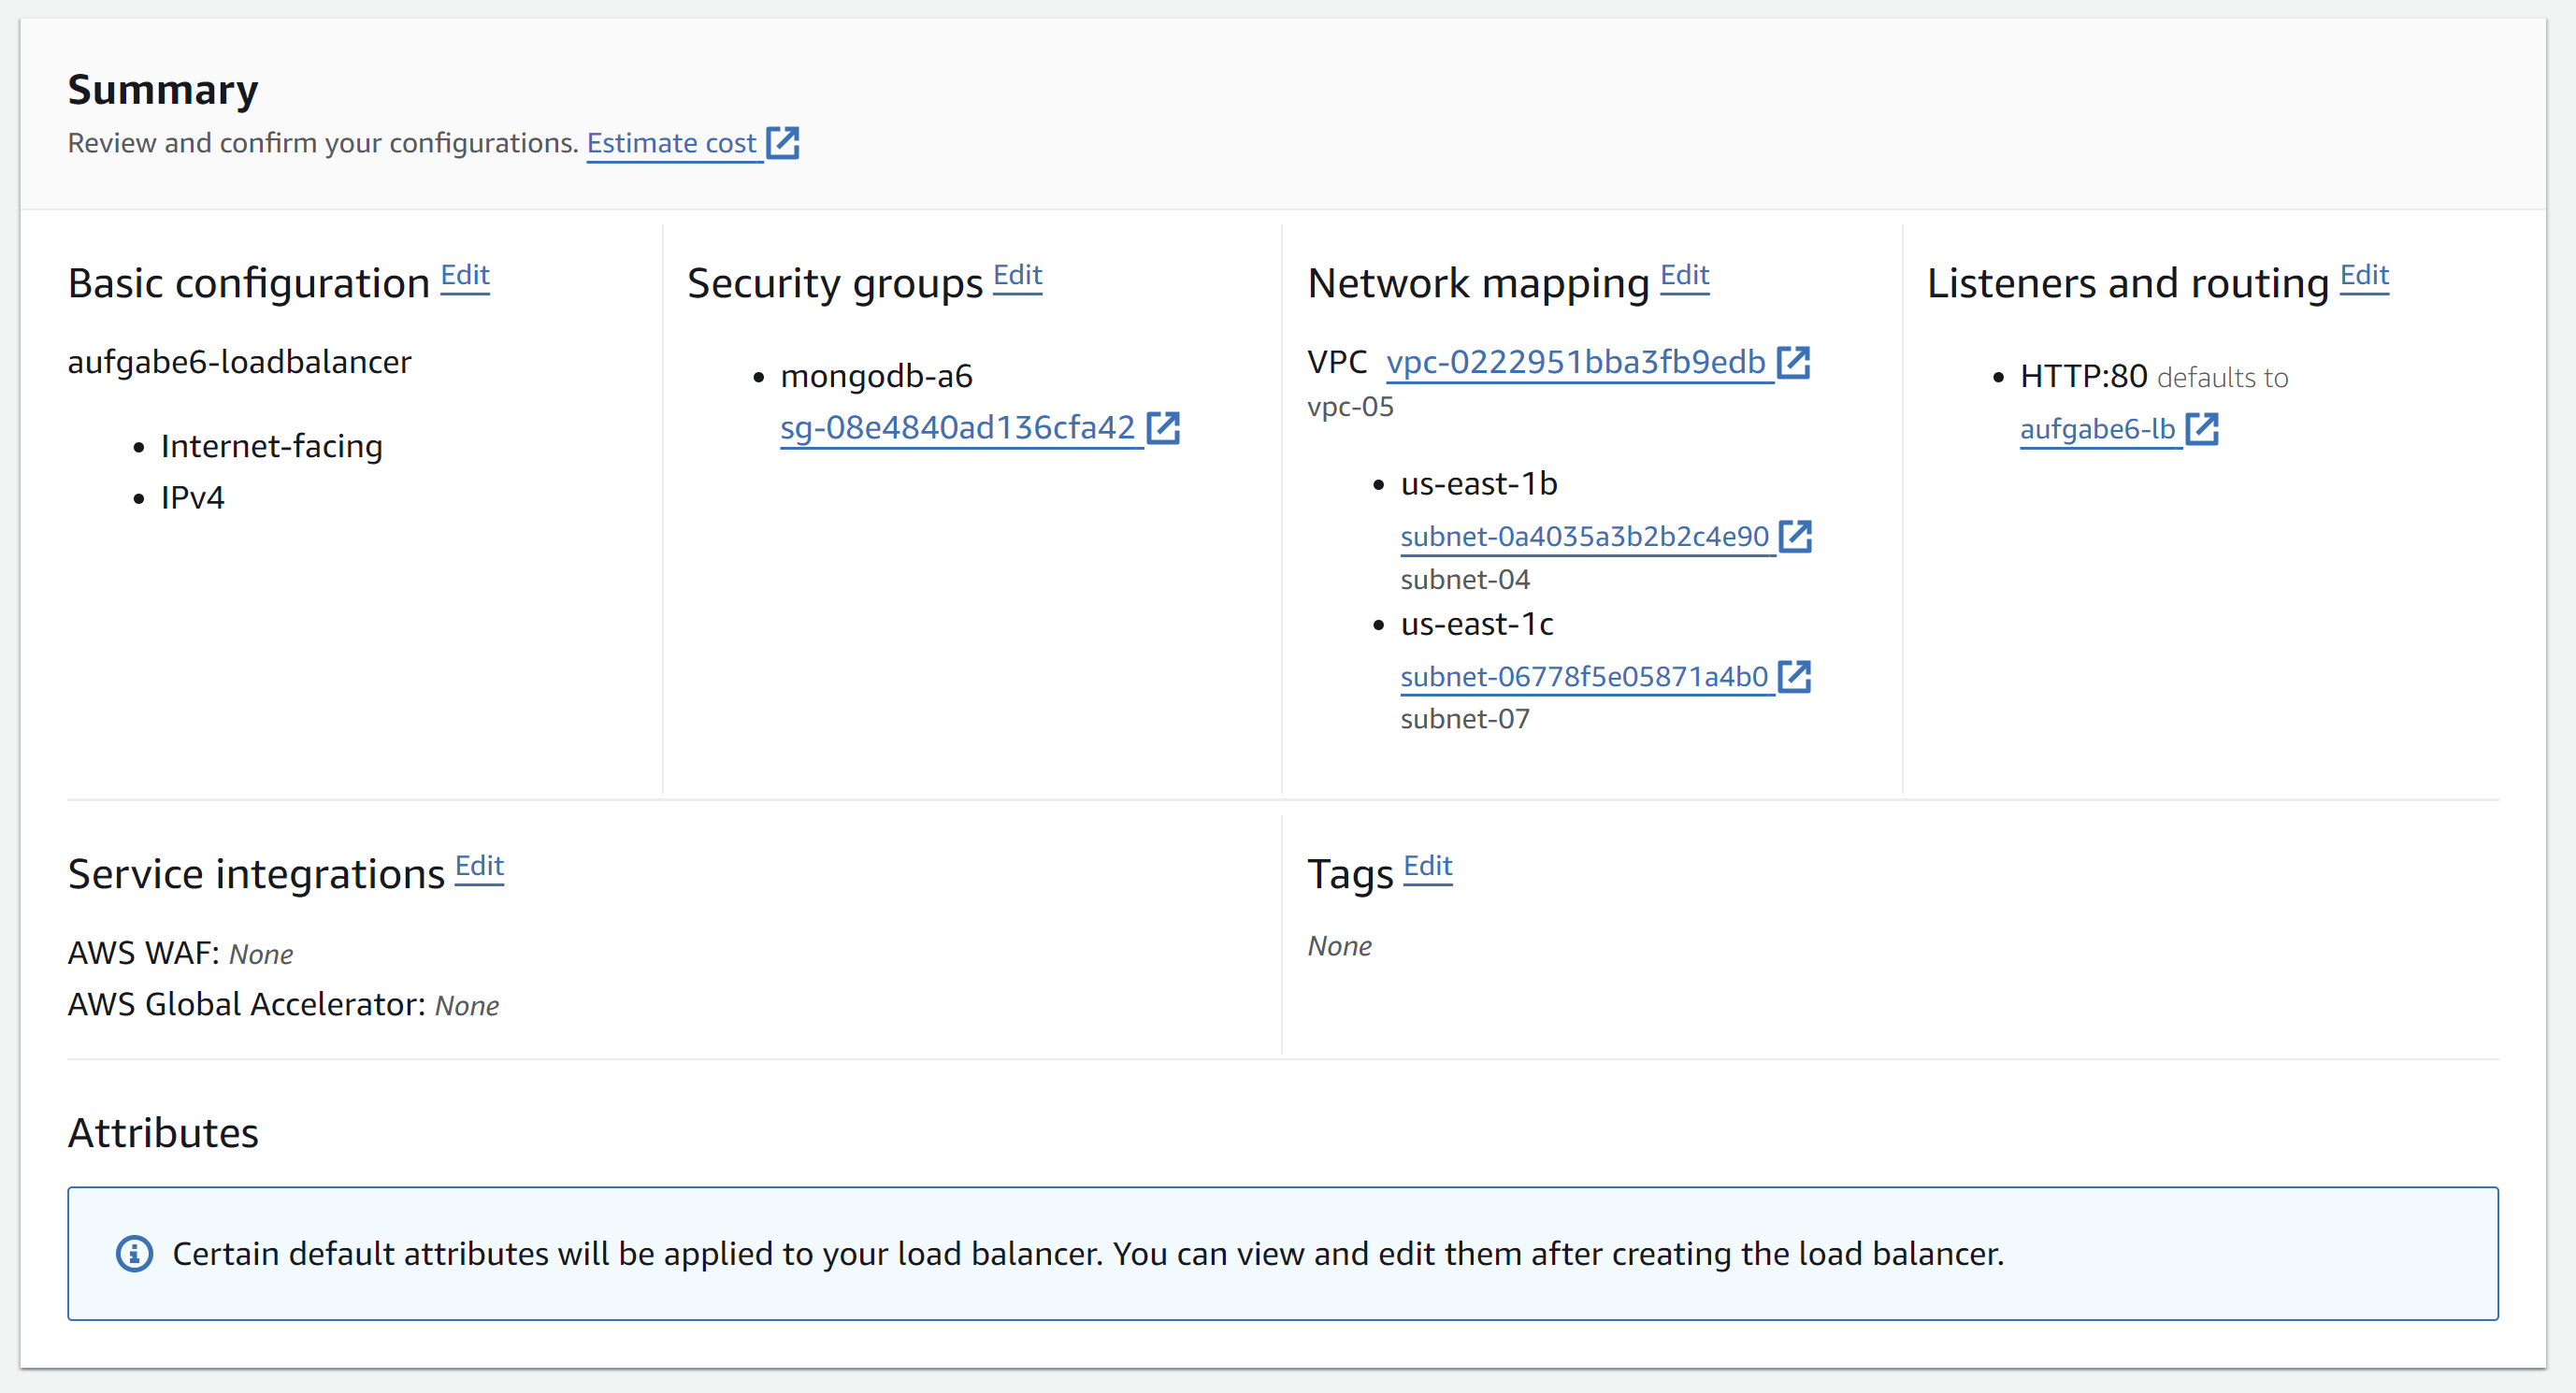 Summary
Review and confirm your configurations. Estimate cost
Basic configuration Edit
aufgabe6-loadbalancer
• Internet-facing
• IPv4
Security groups Edit
• mongodb-a6
sg-08e4840ad136cfa42
Network mapping Edit
VPC vpc-0222951bba3fb9edb
vpc-05
• us-east-1b
subnet-0a4035a3b2b2c4e90
subnet-04
• us-east-1c
subnet-06778f5e05871a4b0
subnet-07
Listeners and routing Edit
• HTTP:80 defaults to
aufgabe6-lb
Service integrations Edit
AWS WAF: None
AWS Global Accelerator: None
Tags Edit
None
Attributes
Certain default attributes will be applied to your load balancer. You can view and edit them after creating the load balancer.